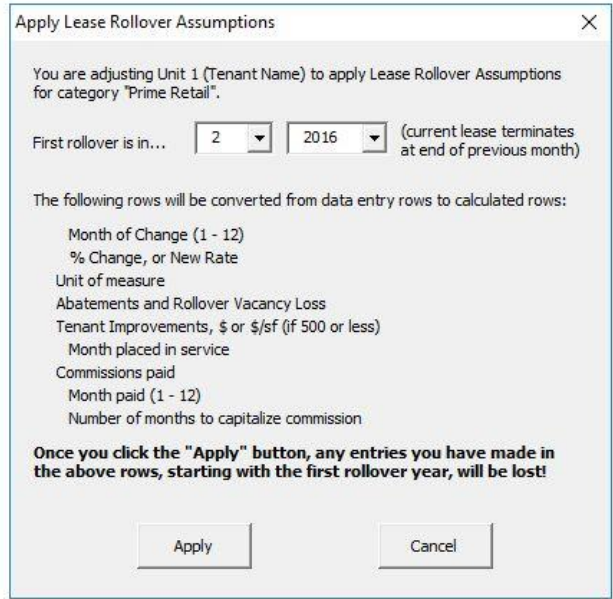 Apply Lease Rollover Assumptions
You are adjusting Unit 1 (Tenant Name) to apply Lease Rollover Assumptions
for category "Prime Retail".
First rollover is in... 2 2016 (current lease terminates
at end of previous month)
The following rows will be converted from data entry rows to calculated rows:
Month of Change (1 - 12)
% Change, or New Rate
Unit of measure
Abatements and Rollover Vacancy Loss
Tenant Improvements, $ or $/sf (if 500 or less)
Month placed in service
Commissions paid
Month paid (1 - 12)
Number of months to capitalize commission
Once you click the "Apply" button, any entries you have made in
the above rows, starting with the first rollover year, will be lost!
Apply Cancel